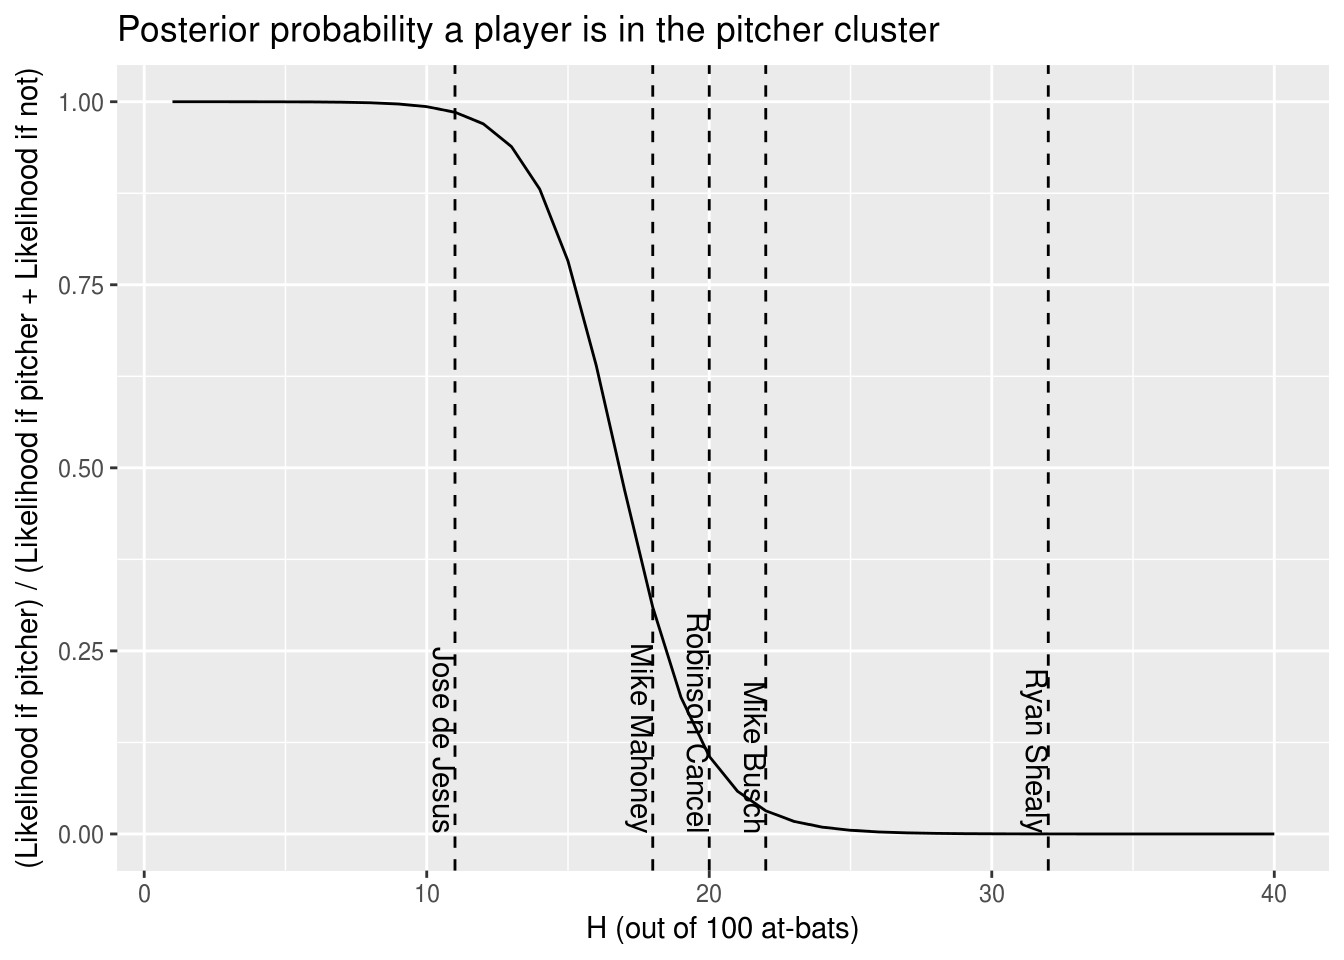 Posterior probability a player is in the pitcher cluster
(Likelihood if pitcher) / (Likelihood if pitcher + Likelihood if not)
1.00
0.75
0.50
0.25
0.00
Jose de Jesus
Mike Mahoney
Robinson Cancel
Mike Busch
Ryan Shealy
0
10
20
30
40
H (out of 100 at-bats)